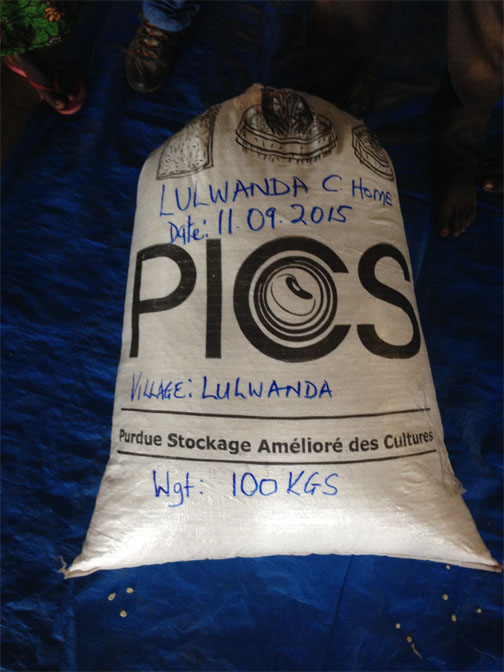 LULWANDA C Home
Date: 11.09.2015
PICS
VILLAGE: LULWANDA
Purdue Stockage Amélioré des Cultures
Wgt: 100 KGS